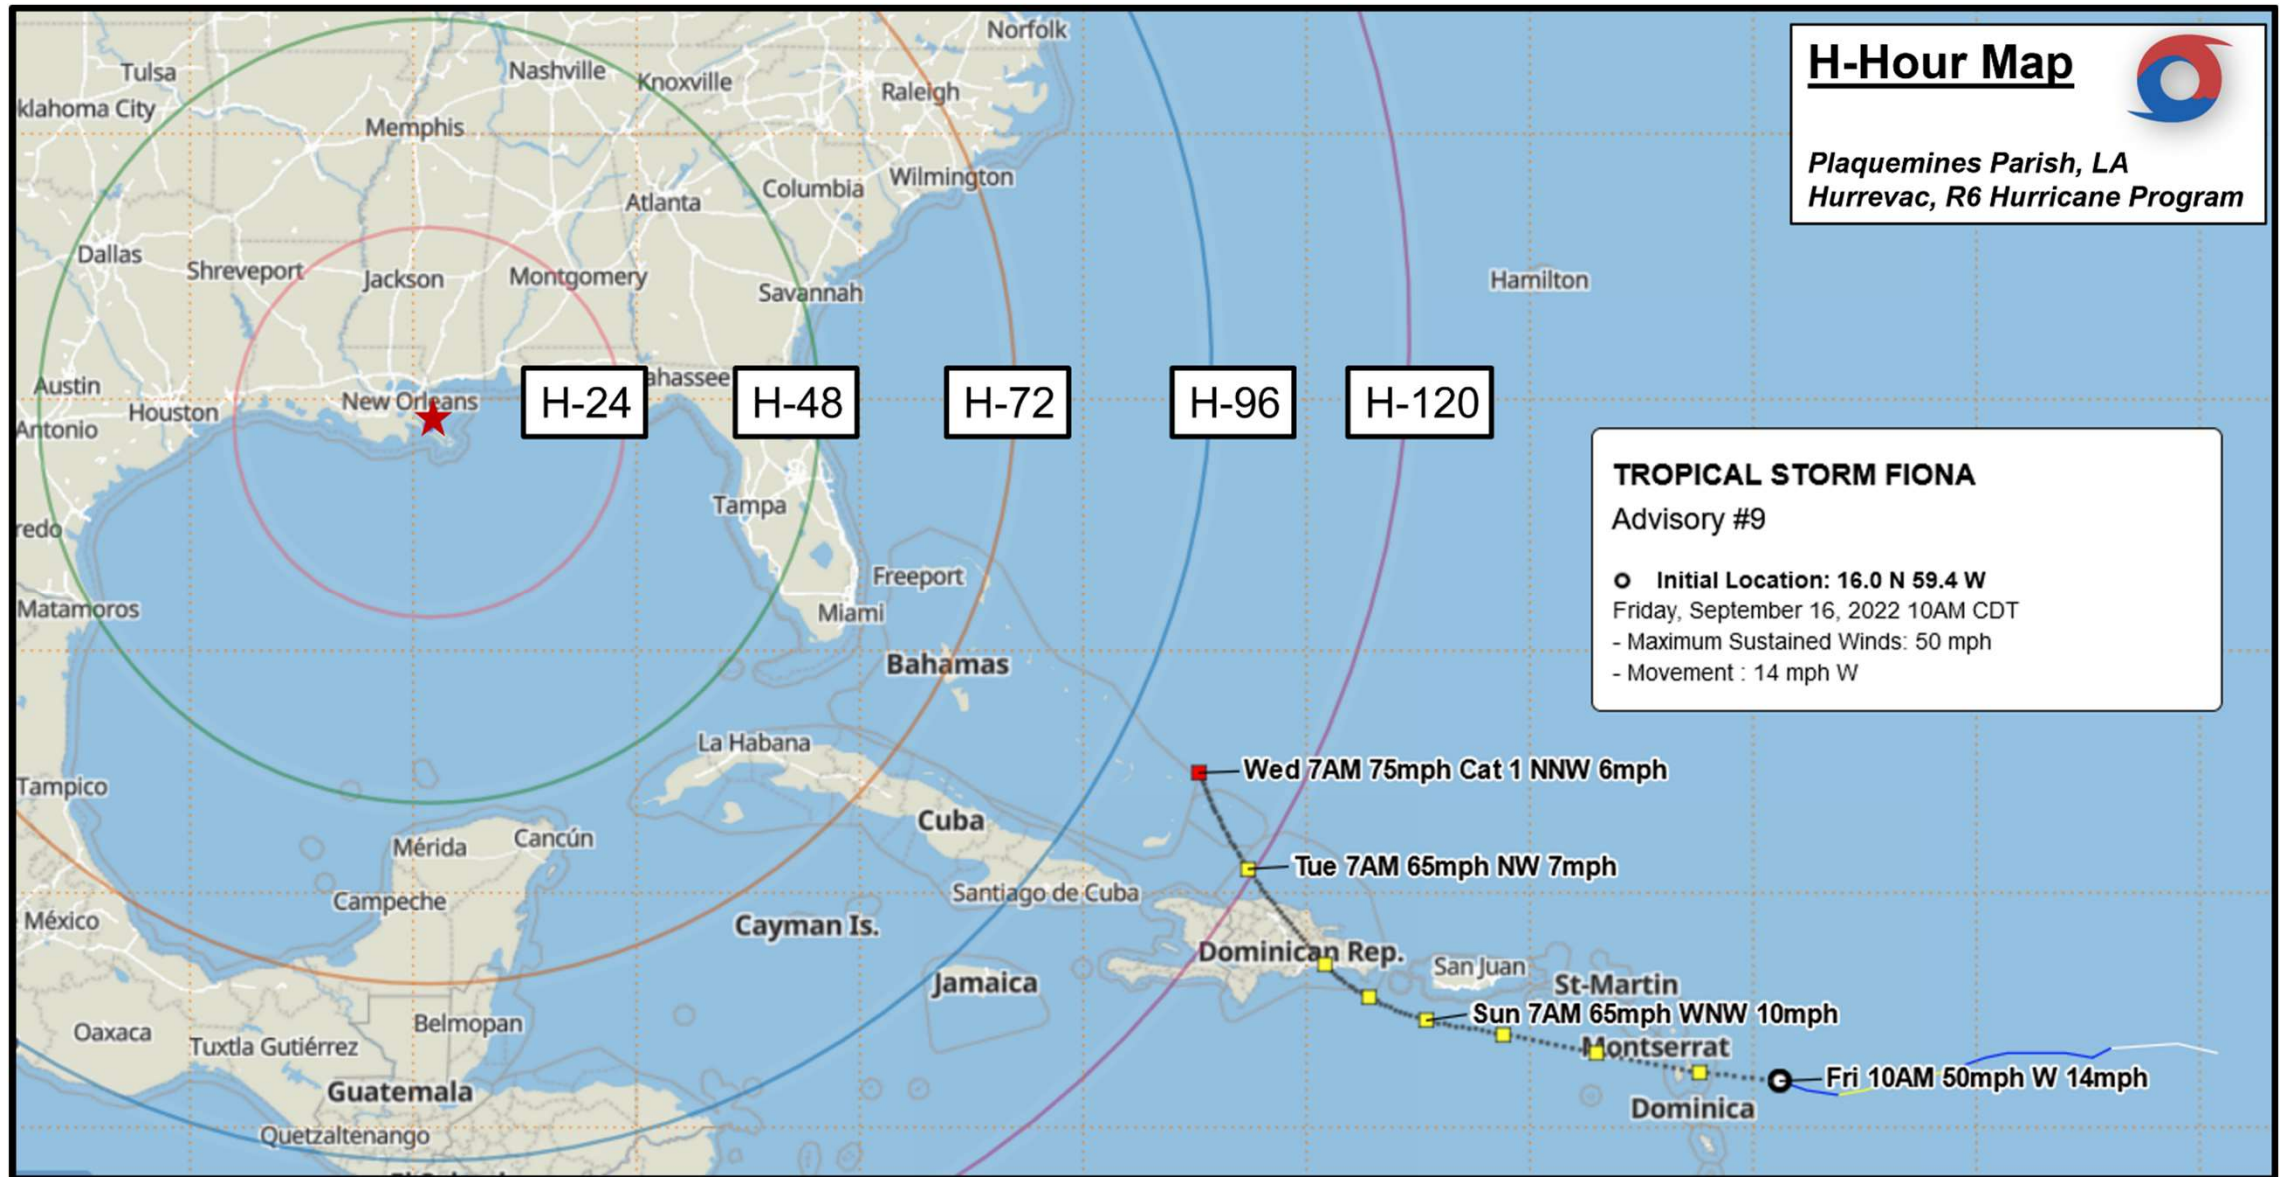 H-Hour Map
Plaquemines Parish, LA
Hurrevac, R6 Hurricane Program
Norfolk
Tulsa
Nashville
Knoxville
Raleigh
klahoma City
Memphis
Wilmington
Columbia
Atlanta
Dallas
Shreveport
Jackson
Montgomery
Savannah
Hamilton
Austin
Houston
New Orleans
ahassee
Antonio
H-24
H-48
H-72
H-96
H-120
TROPICAL STORM FIONA
Advisory #9
Initial Location: 16.0 N 59.4 W
Friday, September 16, 2022 10AM CDT
- Maximum Sustained Winds: 50 mph
- Movement : 14 mph W
Tampa
redo
Freeport
Matamoros
Miami
Bahamas
La Habana
Wed 7AM 75mph Cat 1 NNW 6mph
Tampico
Cuba
Mérida
Cancún
Tue 7AM 65mph NW 7mph
Campeche
Santiago de Cuba
México
Cayman Is.
Dominican Rep.
San Juan
Jamaica
St-Martin
Sun 7AM 65mph WNW 10mph
Oaxaca
Belmopan
Tuxtla Gutiérrez
Montserrat
Fri 10AM 50mph W 14mph
Guatemala
Dominica
Quetzaltenango